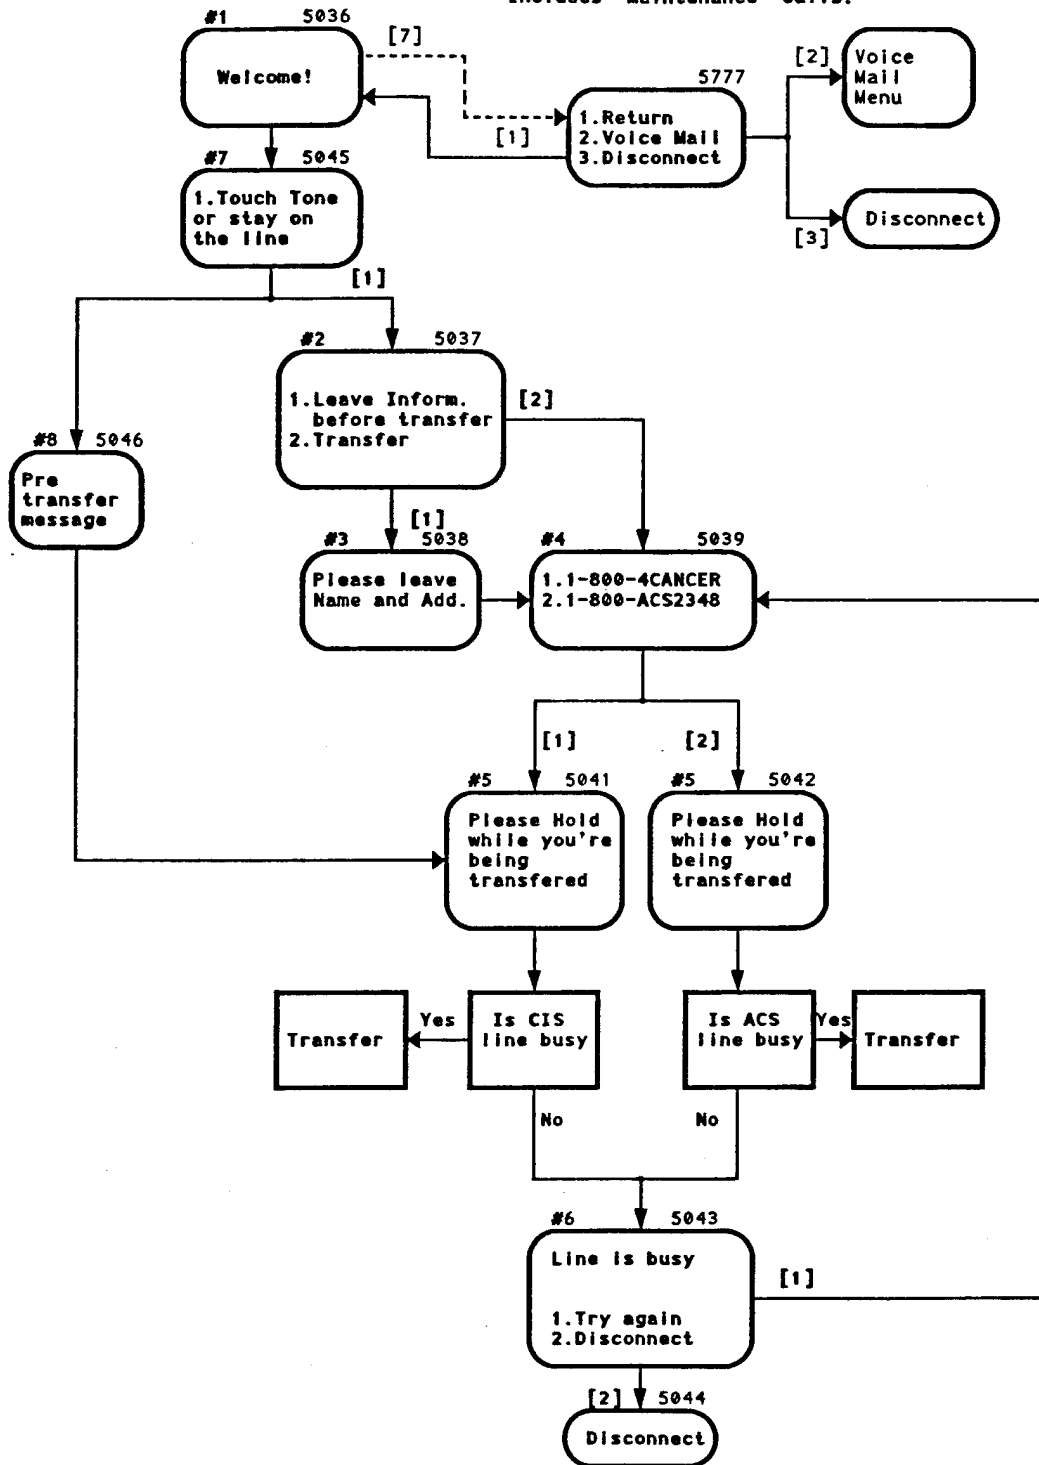 Includes "Maintenance" Calls.
#1 5036
Welcome!
[7]
[1]
5777
1.Return
2.Voice Mail
3.Disconnect
[2]
Voice
Mail
Menu
[3]
Disconnect
#7 5045
1.Touch Tone
or stay on
the line
[1]
#2 5037
1.Leave Inform.
before transfer
2.Transfer
[2]
#8 5046
Pre
transfer
message
[1]
#3 5038
Please leave
Name and Add.
#4 5039
1.1-800-4CANCER
2.1-800-ACS2348
[1]
[2]
#5 5041
Please Hold
while you're
being
transfered
#5 5042
Please Hold
while you're
being
transfered
Transfer
Yes
Is CIS
line busy
Is ACS
line busy
Yes
Transfer
No
No
#6 5043
Line is busy
1.Try again
2.Disconnect
[1]
[2] 5044
Disconnect